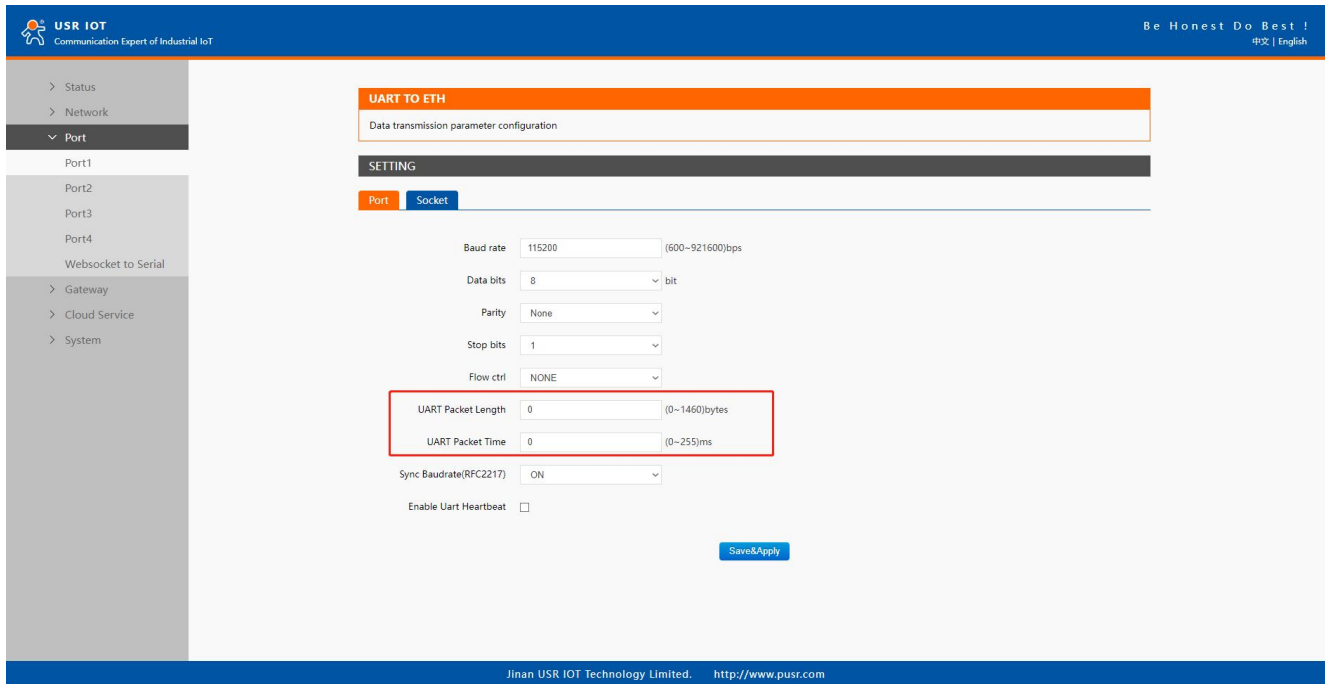 USR IOT
Communication Expert of Industrial IoT
Be Honest Do Best !
中文 | English
Status
Network
Port
Port1
Port2
Port3
Port4
Websocket to Serial
Gateway
Cloud Service
System
UART TO ETH
Data transmission parameter configuration
SETTING
Port Socket
Baud rate 115200 (600~921600)bps
Data bits 8 bit
Parity None
Stop bits 1
Flow ctrl NONE
UART Packet Length 0 (0~1460)bytes
UART Packet Time 0 (0~255)ms
Sync Baudrate(RFC2217) ON
Enable Uart Heartbeat
Save&Apply
Jinan USR IOT Technology Limited. http://www.pusr.com